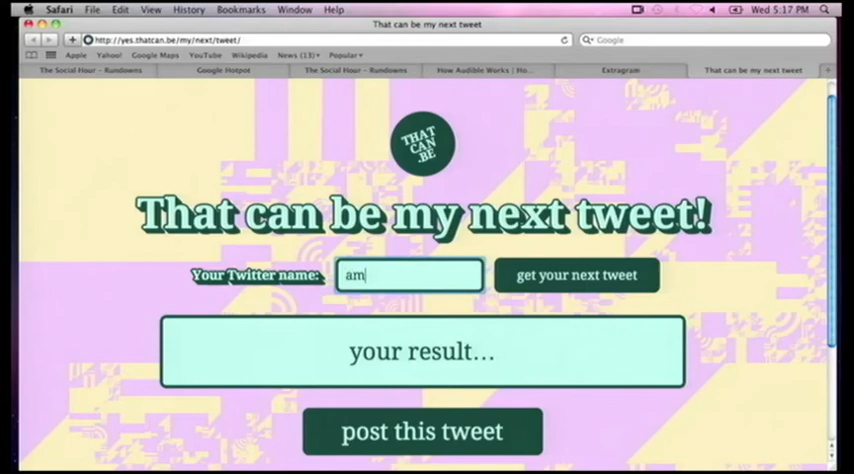 Safari File Edit View History Bookmarks Window Help Wed 5:17 PM
That can be my next tweet
http://yes.thatcan.be/my/next/tweet/ Google
Apple Yahoo! Google Maps YouTube Wikipedia News (13) Popular
The Social Hour - Rundowns Google Hotpot The Social Hour - Rundowns How Audible Works | Ho... Extragram That can be my next tweet
THAT
CAN
.BE
That can be my next tweet!
Your Twitter name: am get your next tweet
your result...
post this tweet